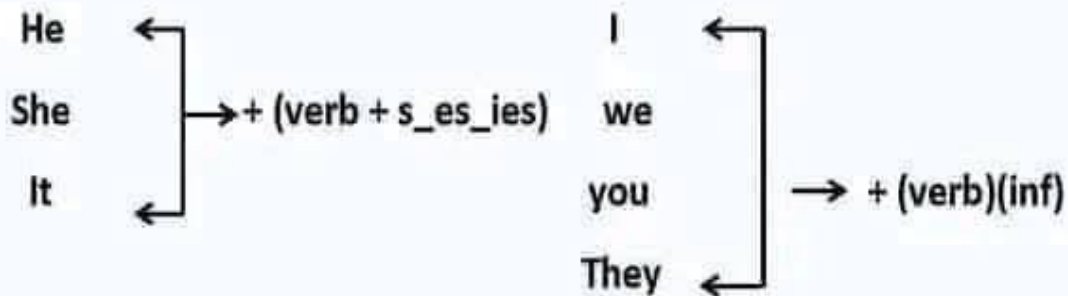 He
She + (verb + s_es_ies)
It
I
we
you + (verb)(inf)
They